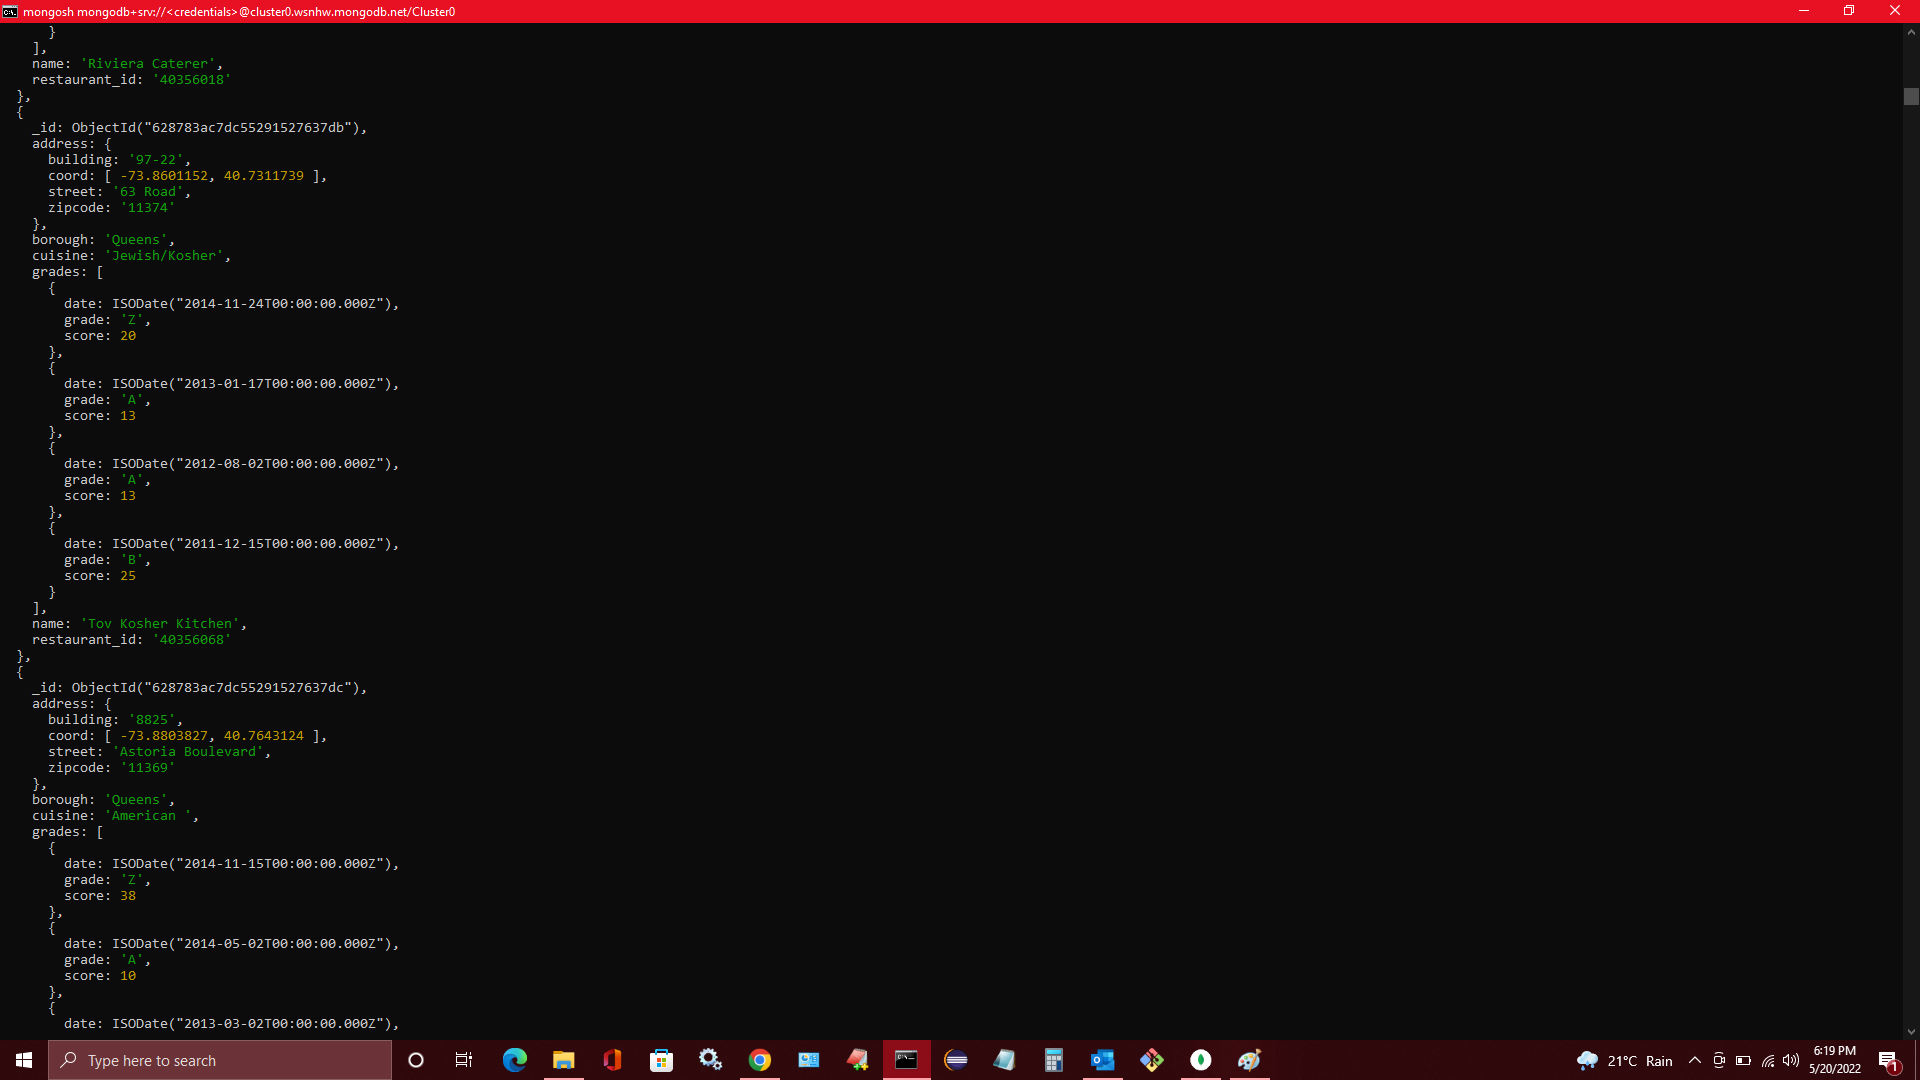 mongosh mongodb+srv://<credentials>@cluster0.wsnhw.mongodb.net/Cluster0
    }
  ],
  name: 'Riviera Caterer',
  restaurant_id: '40356018'
},
{
  _id: ObjectId("628783ac7dc55291527637db"),
  address: {
    building: '97-22',
    coord: [ -73.8601152, 40.7311739 ],
    street: '63 Road',
    zipcode: '11374'
  },
  borough: 'Queens',
  cuisine: 'Jewish/Kosher',
  grades: [
    {
      date: ISODate("2014-11-24T00:00:00.000Z"),
      grade: 'Z',
      score: 20
    },
    {
      date: ISODate("2013-01-17T00:00:00.000Z"),
      grade: 'A',
      score: 13
    },
    {
      date: ISODate("2012-08-02T00:00:00.000Z"),
      grade: 'A',
      score: 13
    },
    {
      date: ISODate("2011-12-15T00:00:00.000Z"),
      grade: 'B',
      score: 25
    }
  ],
  name: 'Tov Kosher Kitchen',
  restaurant_id: '40356068'
},
{
  _id: ObjectId("628783ac7dc55291527637dc"),
  address: {
    building: '8825',
    coord: [ -73.8803827, 40.7643124 ],
    street: 'Astoria Boulevard',
    zipcode: '11369'
  },
  borough: 'Queens',
  cuisine: 'American ',
  grades: [
    {
      date: ISODate("2014-11-15T00:00:00.000Z"),
      grade: 'Z',
      score: 38
    },
    {
      date: ISODate("2014-05-02T00:00:00.000Z"),
      grade: 'A',
      score: 10
    },
    {
      date: ISODate("2013-03-02T00:00:00.000Z"),
Type here to search
21°C Rain
6:19 PM
5/20/2022
1